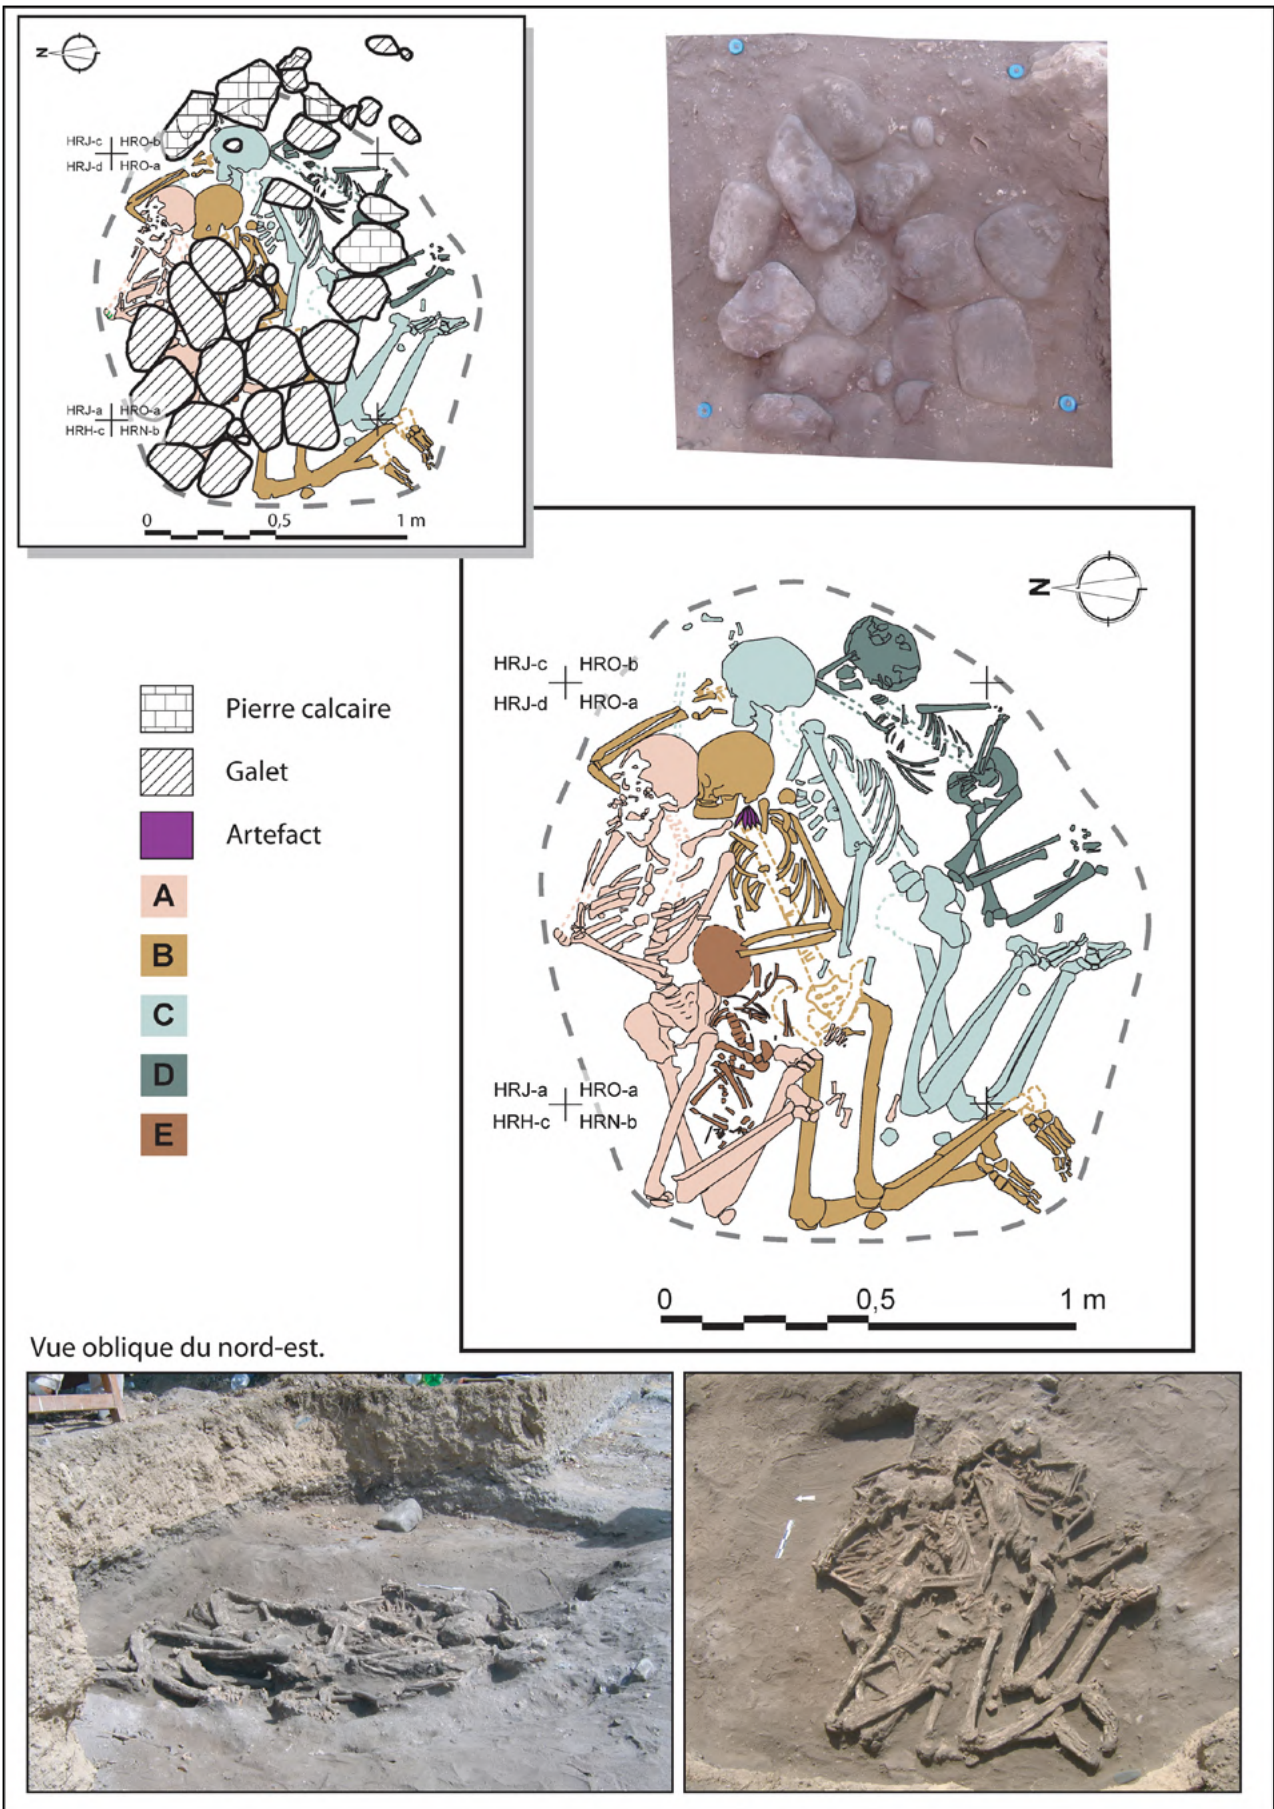 N
HRJ-c HRO-b
HRJ-d HRO-a
HRJ-a HRO-a
HRH-c HRN-b
0 0,5 1 m
N
HRJ-c HRO-b
HRJ-d HRO-a
Pierre calcaire
Galet
Artefact
A
B
C
D
E
HRJ-a HRO-a
HRH-c HRN-b
0 0,5 1 m
Vue oblique du nord-est.